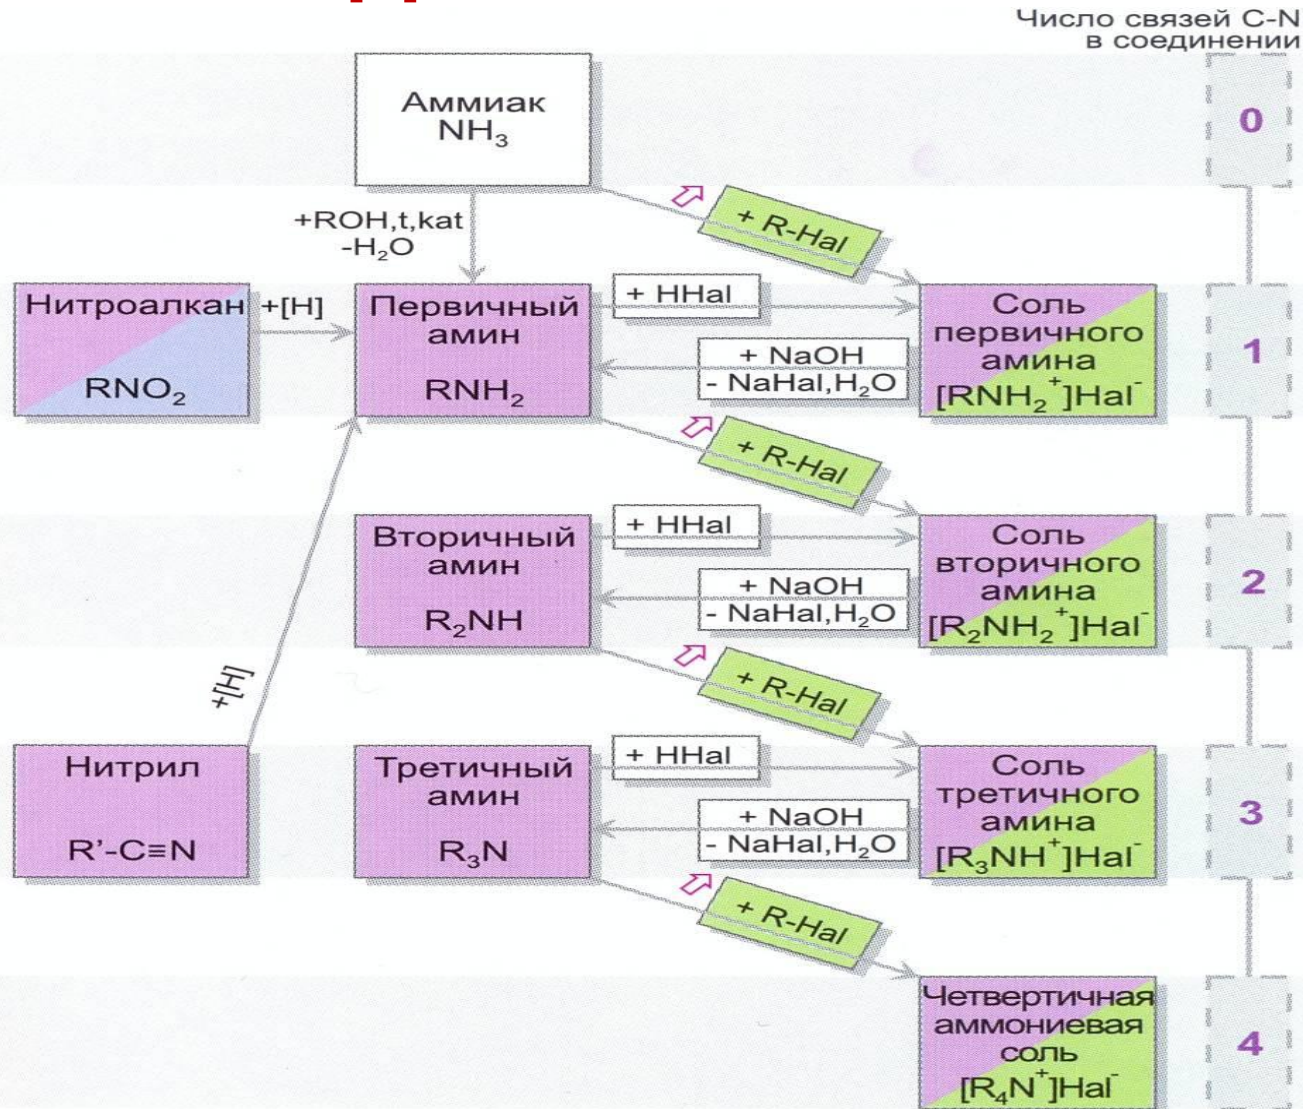 Число связей C-N
в соединении
Аммиак
NH₃
0
+ R-Hal
+ROH,t,kat
-H₂O
Нитроалкан
RNO₂
+[H]
Первичный
амин
RNH₂
+ HHal
+ NaOH
- NaHal,H₂O
Соль
первичного
амина
[RNH₂⁺]Hal⁻
1
+ R-Hal
Вторичный
амин
R₂NH
+ HHal
+ NaOH
- NaHal,H₂O
Соль
вторичного
амина
[R₂NH₂⁺]Hal⁻
2
+[H]
+ R-Hal
Нитрил
R’-C≡N
Третичный
амин
R₃N
+ HHal
+ NaOH
- NaHal,H₂O
Соль
третичного
амина
[R₃NH⁺]Hal⁻
3
+ R-Hal
Четвертичная
аммониевая
соль
[R₄N⁺]Hal⁻
4